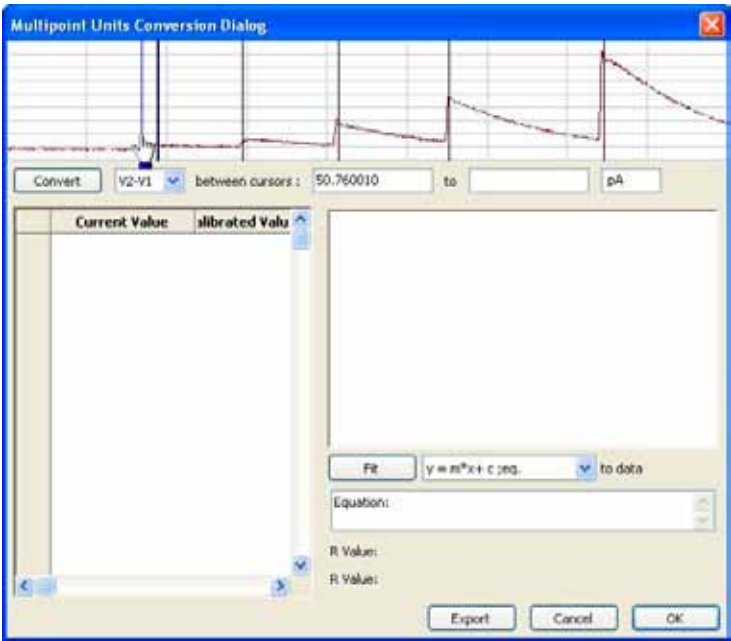 Multipoint Units Conversion Dialog
Convert V2-V1 between cursors : 50.760010 to pA
Current Value alibrated Valu
Fit y = m*x+ c ;eq. to data
Equation:
R Value:
R Value:
Export Cancel OK